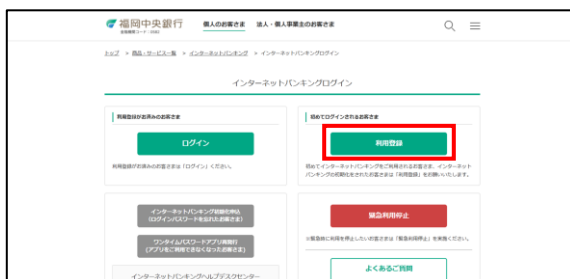 福岡中央銀行
金融機関コード：0582
個人のお客さま 法人・個人事業主のお客さま
トップ > 商品・サービス一覧 > インターネットバンキング > インターネットバンキングログイン
インターネットバンキングログイン
利用登録がお済みのお客さま
ログイン
利用登録がお済みのお客さまは「ログイン」ください。
初めてログインされるお客さま
利用登録
初めてインターネットバンキングをご利用されるお客さま、インターネット
バンキングの初期化をされたお客さまは「利用登録」をお願いいたします。
インターネットバンキング初期化申込
(ログインパスワードを忘れたお客さま)
ワンタイムパスワードアプリ利用解除
(アプリをご利用できなくなったお客さま)
インターネットバンキングヘルプデスクセンター
緊急利用停止
※緊急時に利用を停止したいお客さまは「緊急利用停止」を実施ください。
よくあるご質問